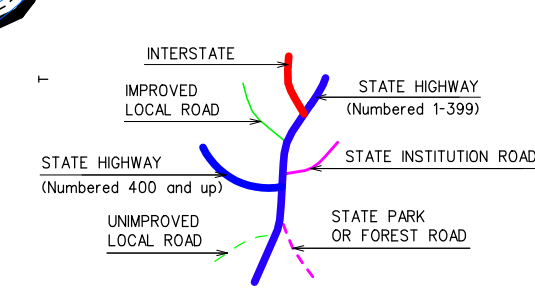 INTERSTATE
STATE HIGHWAY
(Numbered 1-399)
IMPROVED
LOCAL ROAD
STATE INSTITUTION ROAD
STATE HIGHWAY
(Numbered 400 and up)
STATE PARK
OR FOREST ROAD
UNIMPROVED
LOCAL ROAD
T